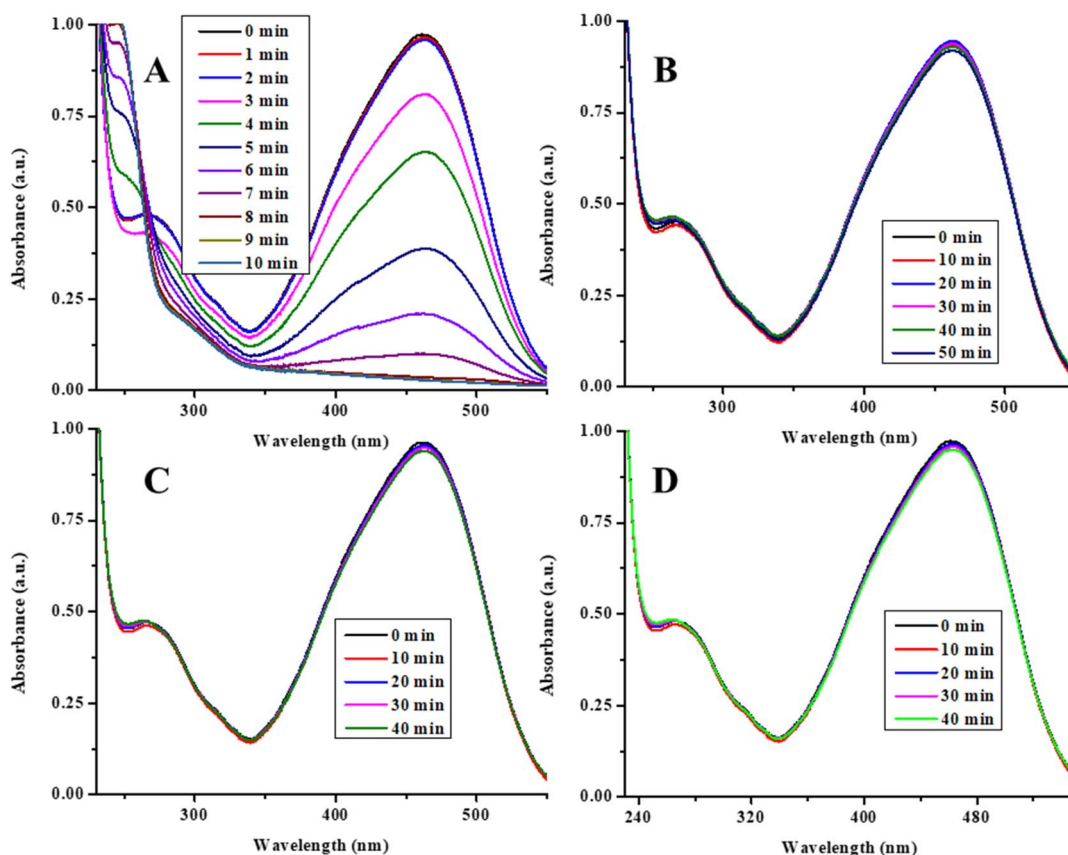 A
Absorbance (a.u.)
1.00
0.75
0.50
0.25
0.00
0 min
1 min
2 min
3 min
4 min
5 min
6 min
7 min
8 min
9 min
10 min
300
400
500
Wavelength (nm)
B
Absorbance (a.u.)
1.00
0.75
0.50
0.25
0.00
0 min
10 min
20 min
30 min
40 min
50 min
300
400
500
Wavelength (nm)
C
Absorbance (a.u.)
1.00
0.75
0.50
0.25
0.00
0 min
10 min
20 min
30 min
40 min
300
400
500
Wavelength (nm)
D
Absorbance (a.u.)
1.00
0.75
0.50
0.25
0.00
0 min
10 min
20 min
30 min
40 min
240
320
400
480
Wavelength (nm)